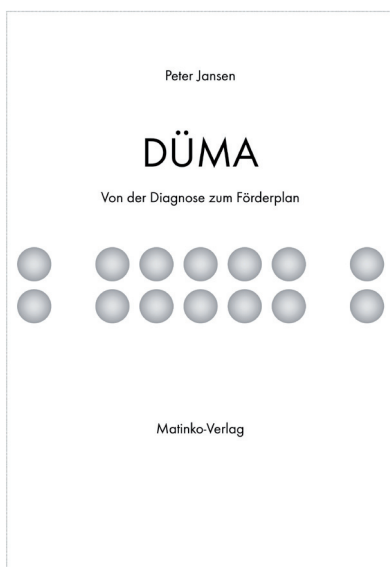 Peter Jansen
DÜMA
Von der Diagnose zum Förderplan
Matinko-Verlag